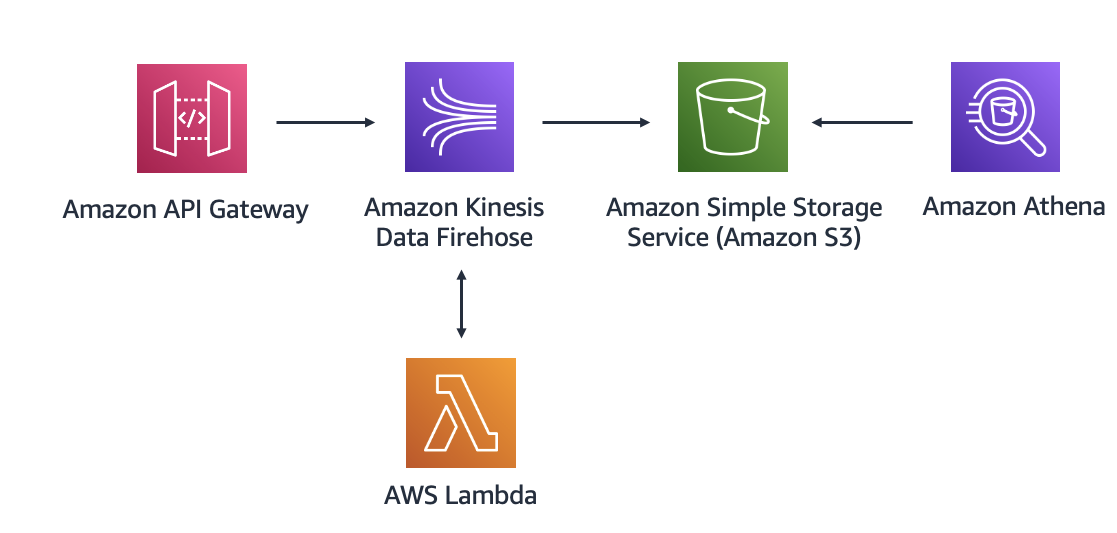 </>
Amazon API Gateway
Amazon Kinesis
Data Firehose
Amazon Simple Storage
Service (Amazon S3)
Amazon Athena
AWS Lambda